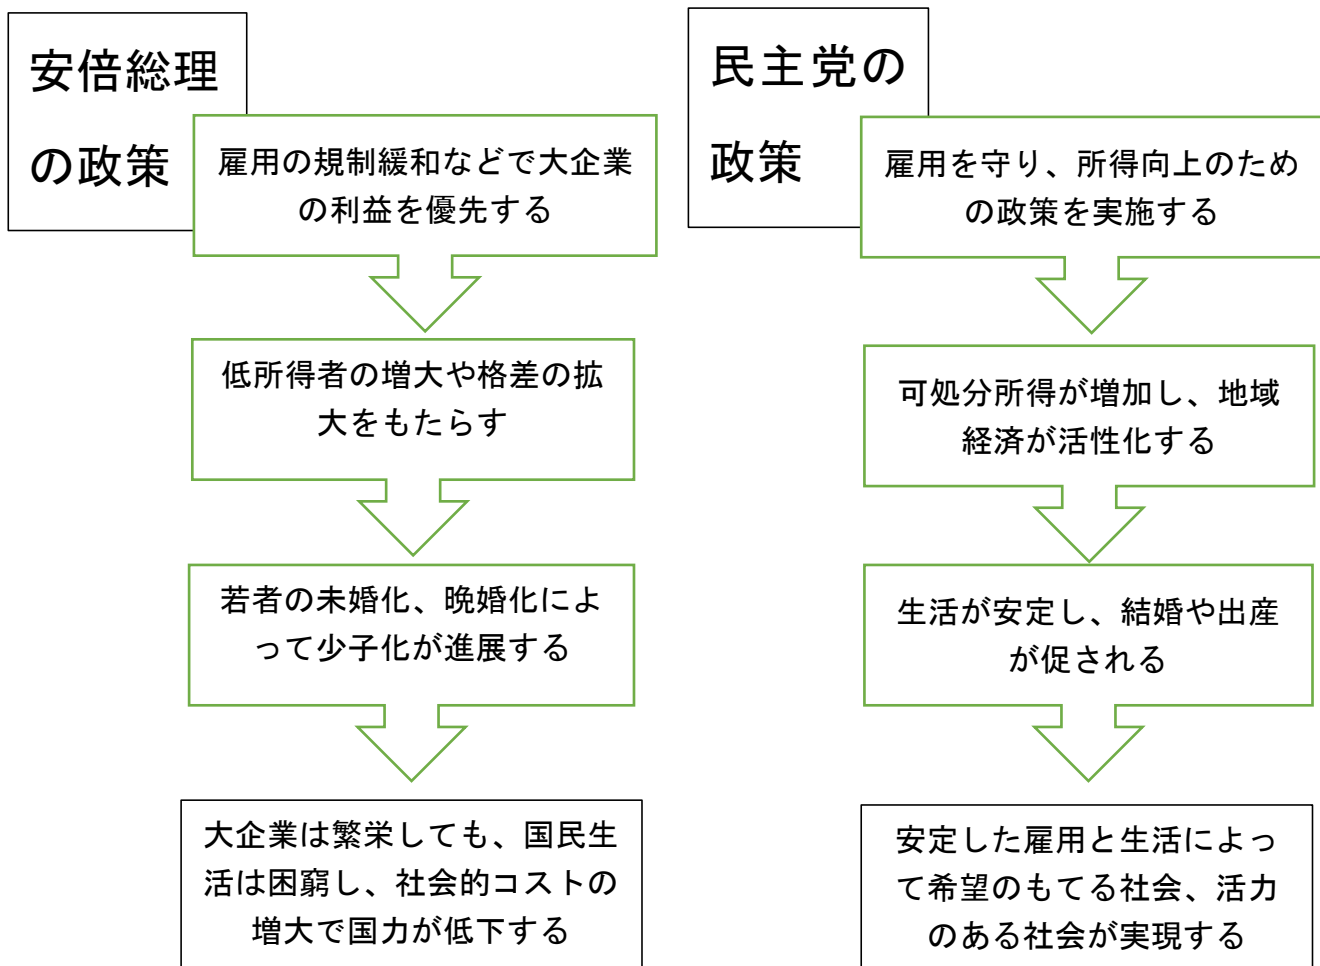 安倍総理
の政策
雇用の規制緩和などで大企業
の利益を優先する
低所得者の増大や格差の拡
大をもたらす
若者の未婚化、晩婚化によ
って少子化が進展する
大企業は繁栄しても、国民生
活は困窮し、社会的コストの
増大で国力が低下する
民主党の
政策
雇用を守り、所得向上のため
の政策を実施する
可処分所得が増加し、地域
経済が活性化する
生活が安定し、結婚や出産
が促される
安定した雇用と生活によっ
て希望のもてる社会、活力
のある社会が実現する